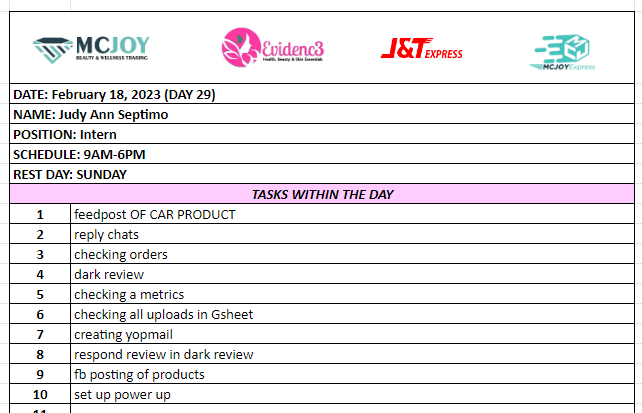 MCJOY
BEAUTY & WELLNESS TRADING
Evidenc3
Health, Beauty & Skin Essentials
J&T EXPRESS
MCJOYExpress
DATE: February 18, 2023 (DAY 29)
NAME: Judy Ann Septimo
POSITION: Intern
SCHEDULE: 9AM-6PM
REST DAY: SUNDAY
TASKS WITHIN THE DAY
1 feedpost OF CAR PRODUCT
2 reply chats
3 checking orders
4 dark review
5 checking a metrics
6 checking all uploads in Gsheet
7 creating yopmail
8 respond review in dark review
9 fb posting of products
10 set up power up
11